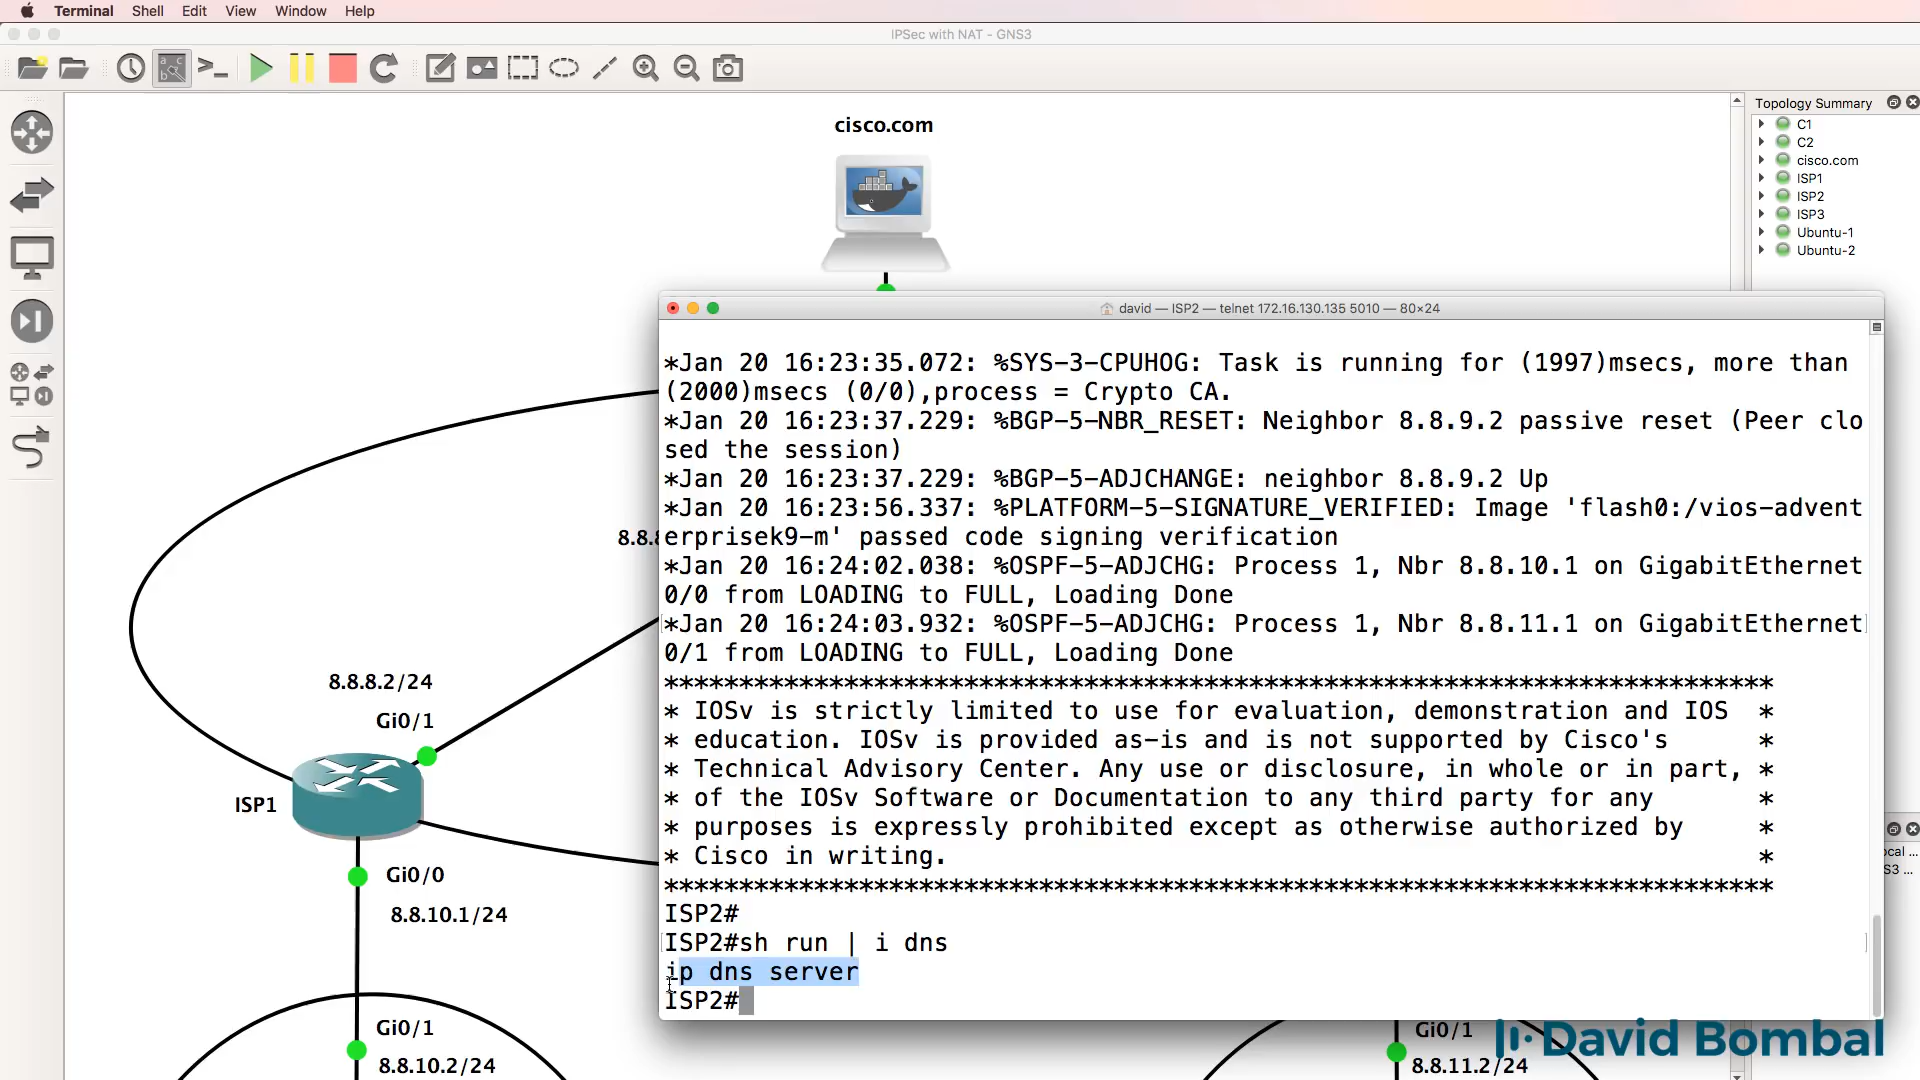 Terminal Shell Edit View Window Help
IPSec with NAT - GNS3
cisco.com
Topology Summary
C1
C2
cisco.com
ISP1
ISP2
ISP3
Ubuntu-1
Ubuntu-2
david — ISP2 — telnet 172.16.130.135 5010 — 80×24
*Jan 20 16:23:35.072: %SYS-3-CPUHOG: Task is running for (1997)msecs, more than
(2000)msecs (0/0),process = Crypto CA.
*Jan 20 16:23:37.229: %BGP-5-NBR_RESET: Neighbor 8.8.9.2 passive reset (Peer clo
sed the session)
*Jan 20 16:23:37.229: %BGP-5-ADJCHANGE: neighbor 8.8.9.2 Up
*Jan 20 16:23:56.337: %PLATFORM-5-SIGNATURE_VERIFIED: Image 'flash0:/vios-advent
erprisek9-m' passed code signing verification
*Jan 20 16:24:02.038: %OSPF-5-ADJCHG: Process 1, Nbr 8.8.10.1 on GigabitEthernet
0/0 from LOADING to FULL, Loading Done
*Jan 20 16:24:03.932: %OSPF-5-ADJCHG: Process 1, Nbr 8.8.11.1 on GigabitEthernet
0/1 from LOADING to FULL, Loading Done
**************************************************************************
* IOSv is strictly limited to use for evaluation, demonstration and IOS  *
* education. IOSv is provided as-is and is not supported by Cisco's      *
* Technical Advisory Center. Any use or disclosure, in whole or in part, *
* of the IOSv Software or Documentation to any third party for any       *
* purposes is expressly prohibited except as otherwise authorized by     *
* Cisco in writing.                                                      *
**************************************************************************
ISP2#
ISP2#sh run | i dns
ip dns server
ISP2#
8.8.8.2/24
Gi0/1
ISP1
Gi0/0
8.8.10.1/24
Gi0/1
8.8.10.2/24
Gi0/1
8.8.11.2/24
David Bombal